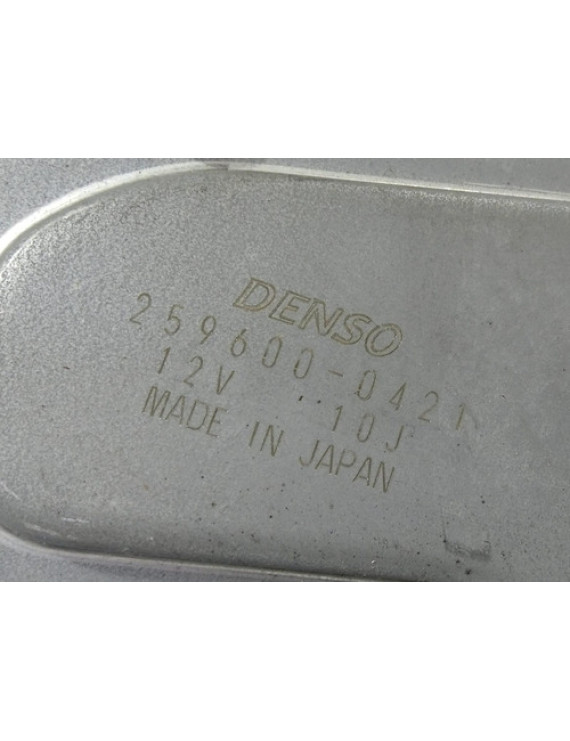 DENSO
259600-0421
12V 10J
MADE IN JAPAN